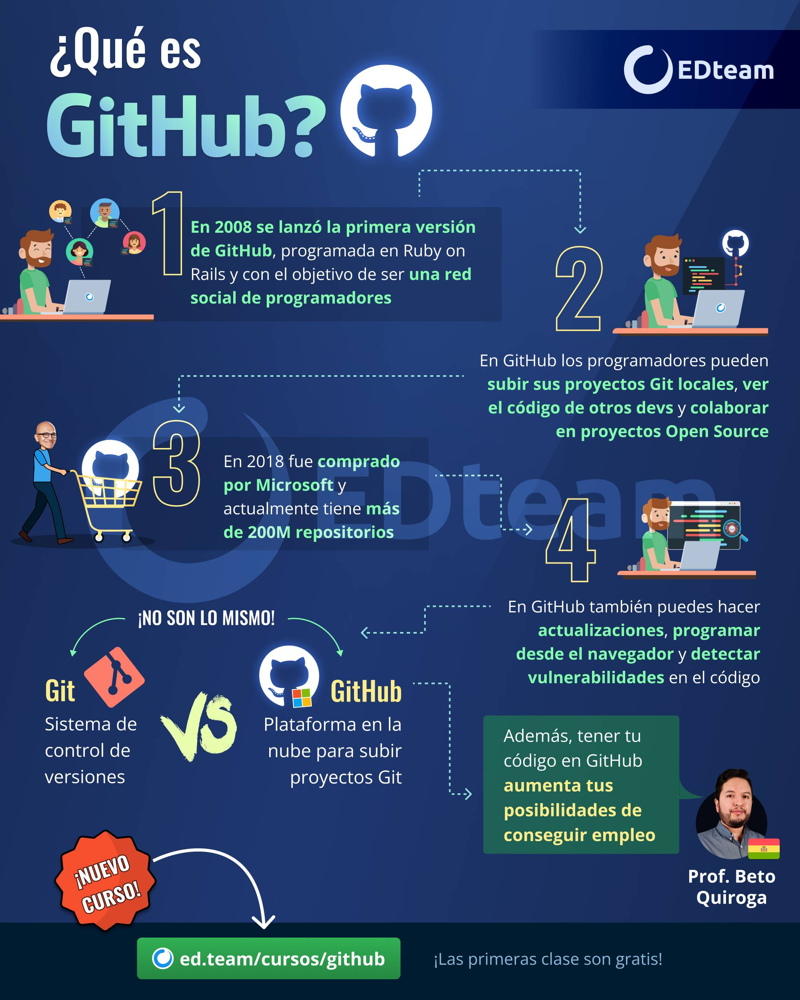 ¿Qué es
GitHub?
EDteam
1
En 2008 se lanzó la primera versión
de GitHub, programada en Ruby on
Rails y con el objetivo de ser una red
social de programadores
2
En GitHub los programadores pueden
subir sus proyectos Git locales, ver
el código de otros devs y colaborar
en proyectos Open Source
3
En 2018 fue comprado
por Microsoft y
actualmente tiene más
de 200M repositorios
EDteam
4
En GitHub también puedes hacer
actualizaciones, programar
desde el navegador y detectar
vulnerabilidades en el código
¡NO SON LO MISMO!
Git
Sistema de
control de
versiones
VS
GitHub
Plataforma en la
nube para subir
proyectos Git
Además, tener tu
código en GitHub
aumenta tus
posibilidades de
conseguir empleo
Prof. Beto
Quiroga
¡NUEVO
CURSO!
ed.team/cursos/github
¡Las primeras clase son gratis!